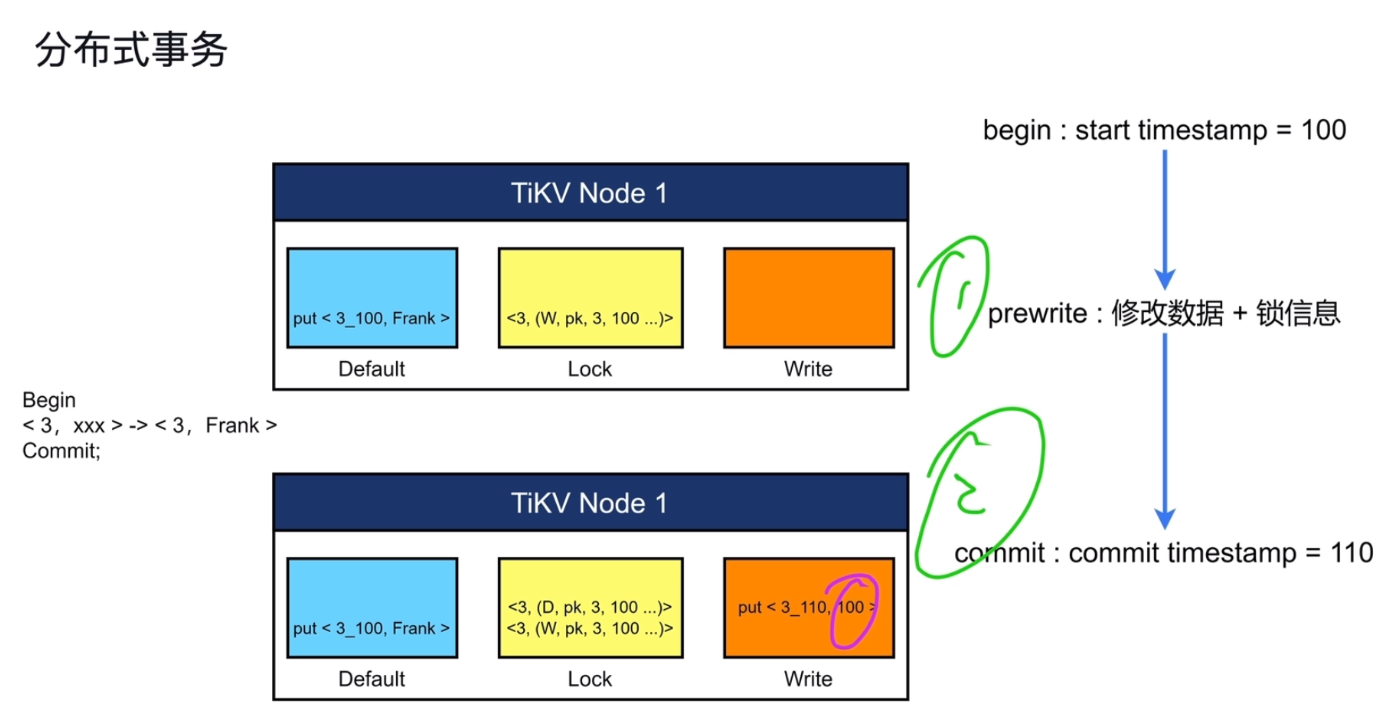 分布式事务
begin : start timestamp = 100
TiKV Node 1
put < 3_100, Frank >
<3, (W, pk, 3, 100 ...)>
Default
Lock
Write
1
prewrite : 修改数据 + 锁信息
Begin
< 3，xxx > -> < 3，Frank >
Commit;
TiKV Node 1
<3, (D, pk, 3, 100 ...)>
put < 3_110, 100 >
put < 3_100, Frank >
<3, (W, pk, 3, 100 ...)>
Default
Lock
Write
2
commit : commit timestamp = 110